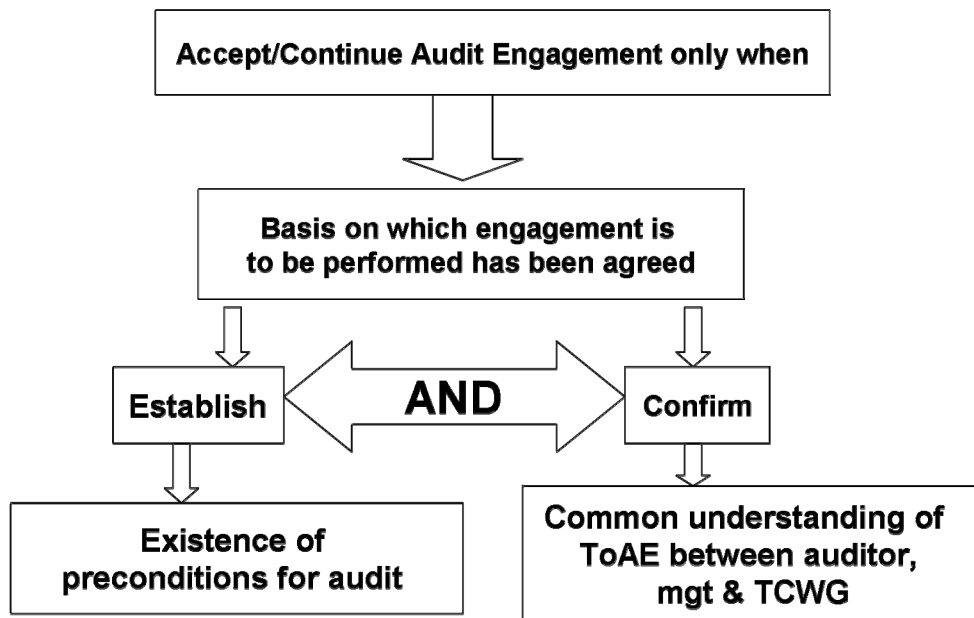 Accept/Continue Audit Engagement only when
Basis on which engagement is
to be performed has been agreed
Establish
AND
Confirm
Existence of
preconditions for audit
Common understanding of
ToAE between auditor,
mgt & TCWG